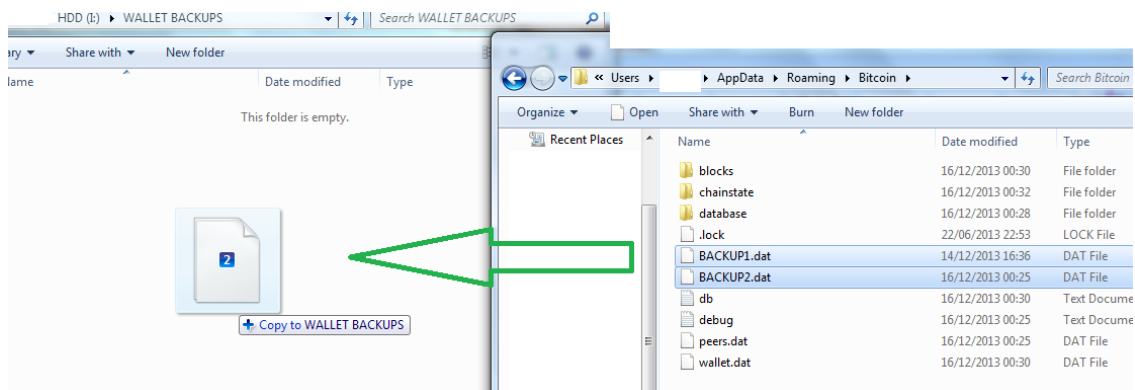 HDD (I:) ▸ WALLET BACKUPS
Search WALLET BACKUPS
Share with
New folder
Date modified
Type
This folder is empty.
2
Copy to WALLET BACKUPS
« Users ▸ AppData ▸ Roaming ▸ Bitcoin ▸
Search Bitcoin
Organize
Open
Share with
Burn
New folder
Recent Places
Name
Date modified
Type
blocks 16/12/2013 00:30 File folder
chainstate 16/12/2013 00:32 File folder
database 16/12/2013 00:28 File folder
.lock 22/06/2013 22:53 LOCK File
BACKUP1.dat 14/12/2013 16:36 DAT File
BACKUP2.dat 16/12/2013 00:25 DAT File
db 16/12/2013 00:30 Text Docume
debug 16/12/2013 00:25 Text Docume
peers.dat 16/12/2013 00:25 DAT File
wallet.dat 16/12/2013 00:30 DAT File